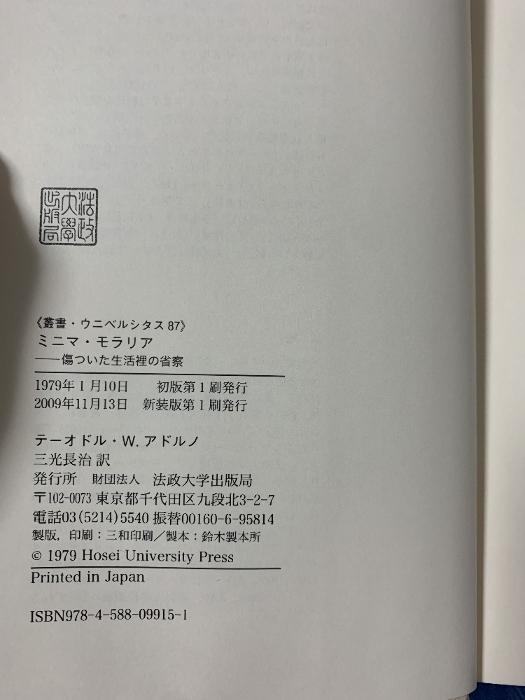 法政
大學
出版局
《叢書・ウニベルシタス 87》
ミニマ・モラリア
——傷ついた生活裡の省察
1979年1月10日　初版第1刷発行
2009年11月13日　新装版第1刷発行
テーオドル・W. アドルノ
三光長治 訳
発行所　財団法人　法政大学出版局
〒102-0073 東京都千代田区九段北3-2-7
電話03(5214)5540 振替00160-6-95814
製版，印刷：三和印刷／製本：鈴木製本所
© 1979 Hosei University Press
Printed in Japan
ISBN978-4-588-09915-1